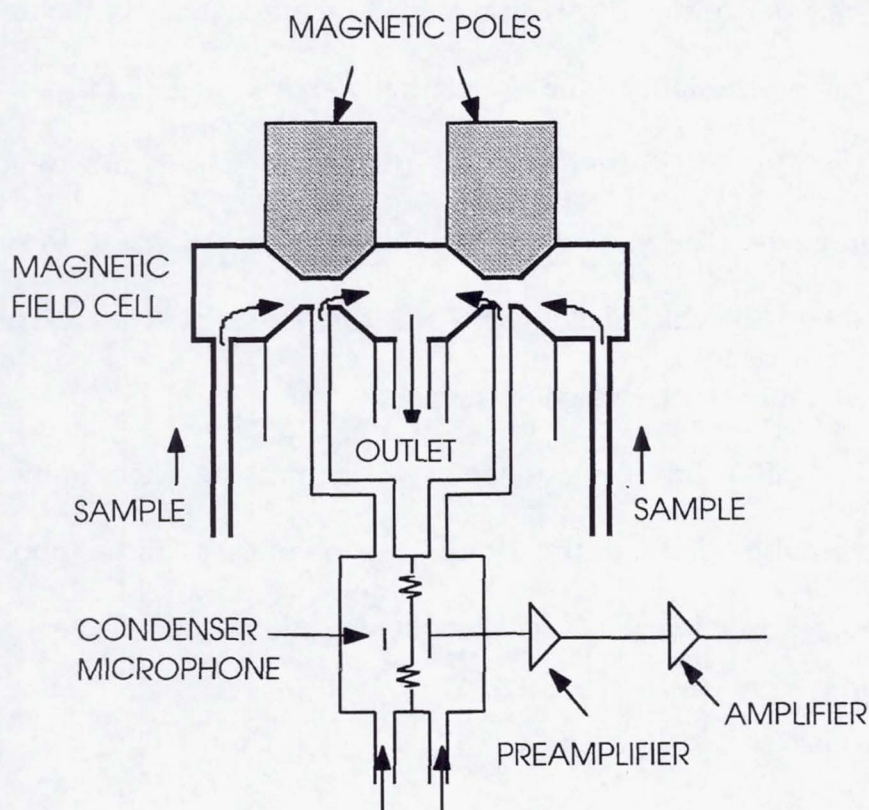 MAGNETIC POLES
MAGNETIC
FIELD CELL
OUTLET
SAMPLE
SAMPLE
CONDENSER
MICROPHONE
AMPLIFIER
PREAMPLIFIER